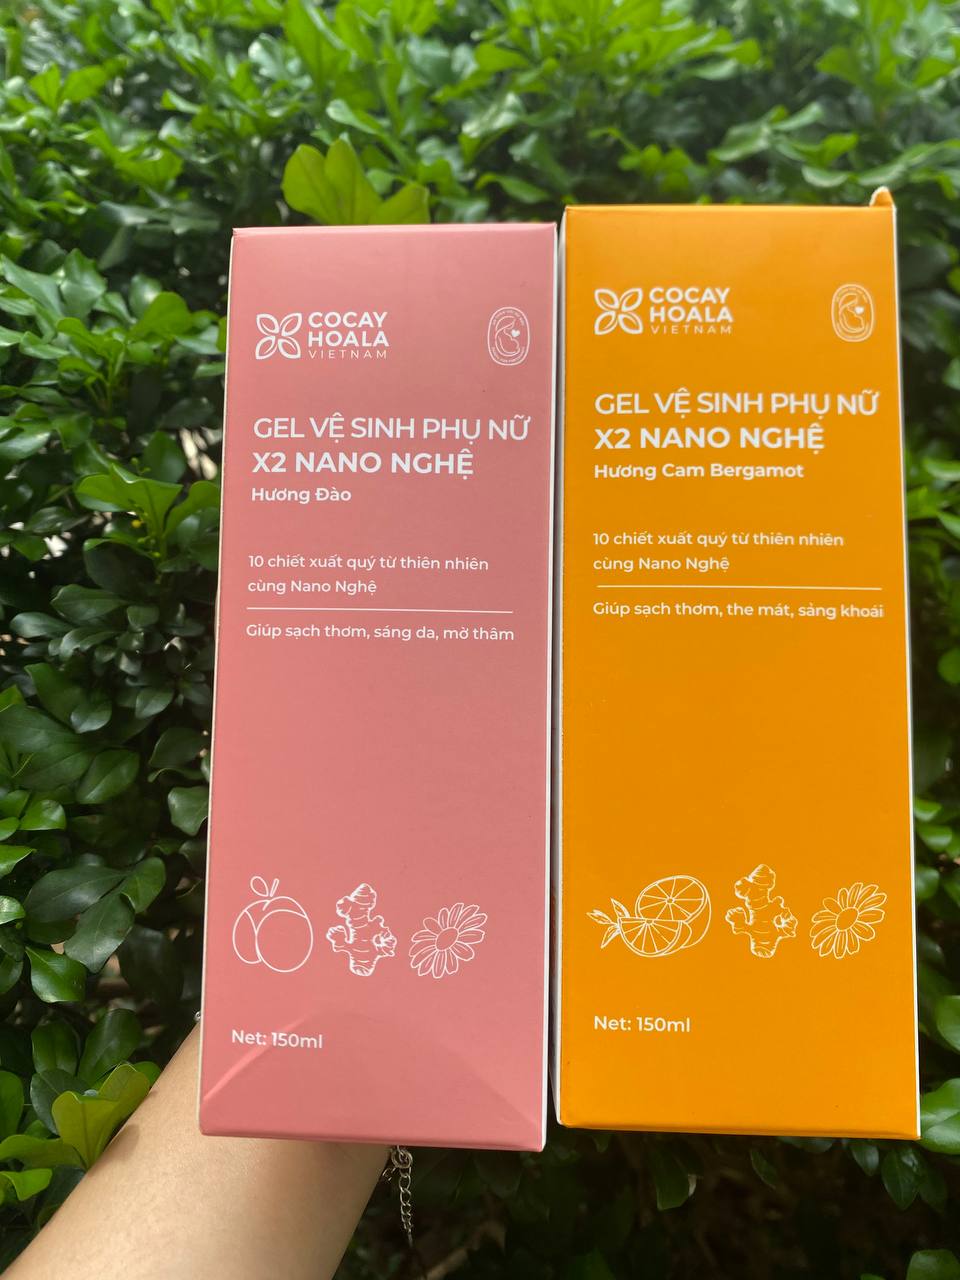 COCAY
HOALA
VIETNAM
GEL VỆ SINH PHỤ NỮ
X2 NANO NGHỆ
Hương Đào
10 chiết xuất quý từ thiên nhiên
cùng Nano Nghệ
Giúp sạch thơm, sáng da, mờ thâm
Net: 150ml
COCAY
HOALA
VIETNAM
GEL VỆ SINH PHỤ NỮ
X2 NANO NGHỆ
Hương Cam Bergamot
10 chiết xuất quý từ thiên nhiên
cùng Nano Nghệ
Giúp sạch thơm, the mát, sảng khoái
Net: 150ml